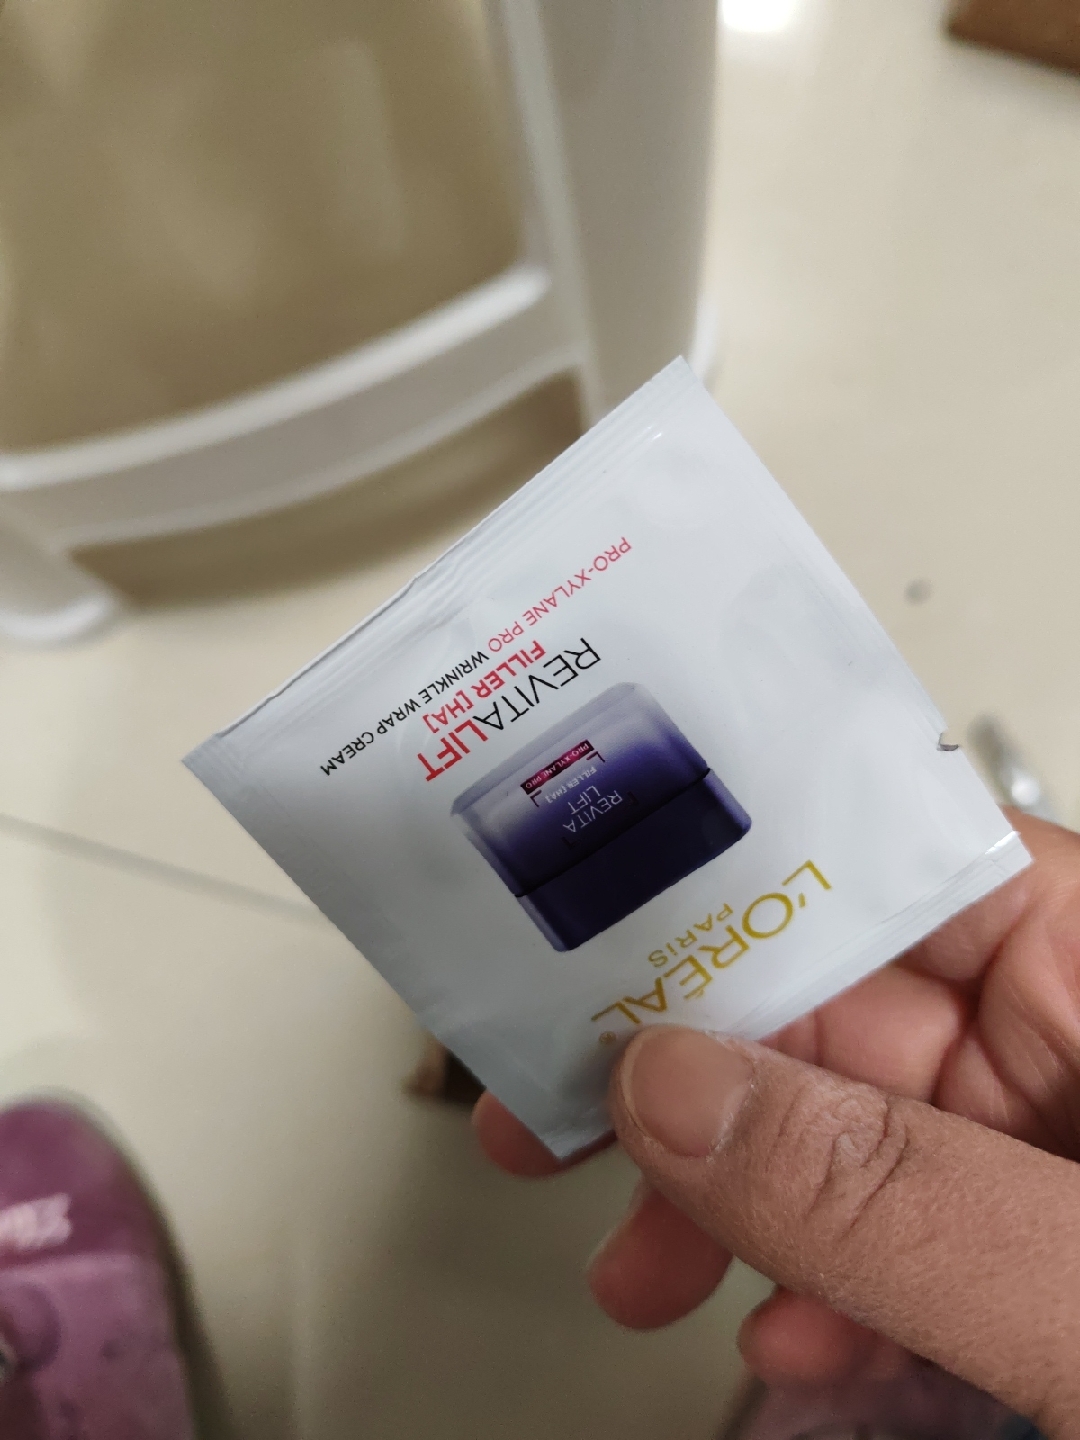 L'ORÉAL®
PARIS
REVITA
LIFT
FILLER [HA]
PRO-XYLANE PRO
REVITALIFT
FILLER [HA]
PRO-XYLANE PRO WRINKLE WRAP CREAM